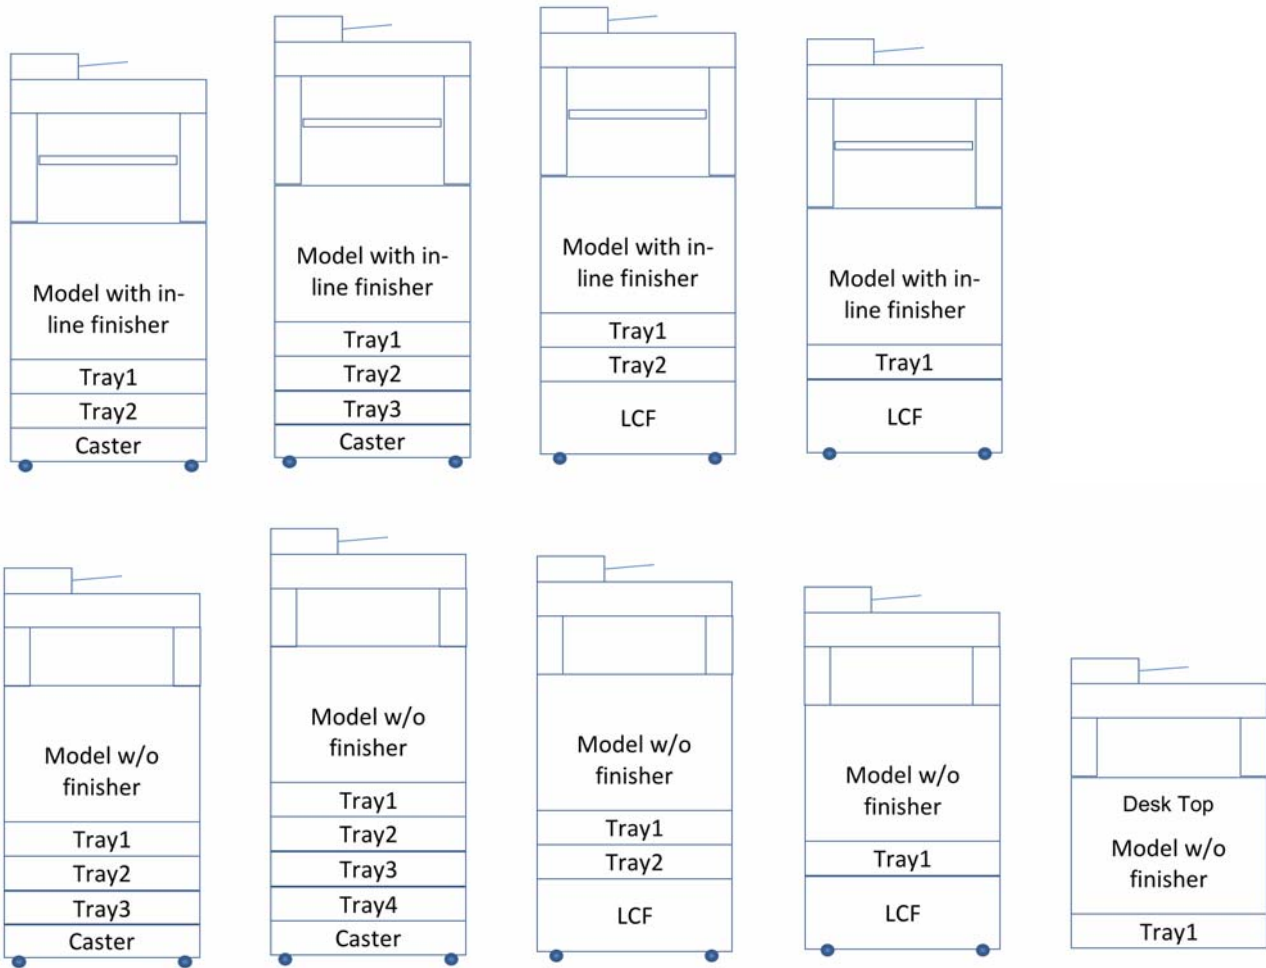 Model with in-
line finisher
Tray1
Tray2
Caster
Model with in-
line finisher
Tray1
Tray2
Tray3
Caster
Model with in-
line finisher
Tray1
Tray2
LCF
Model with in-
line finisher
Tray1
LCF
Model w/o
finisher
Tray1
Tray2
Tray3
Caster
Model w/o
finisher
Tray1
Tray2
Tray3
Tray4
Caster
Model w/o
finisher
Tray1
Tray2
LCF
Model w/o
finisher
Tray1
LCF
Desk Top
Model w/o
finisher
Tray1